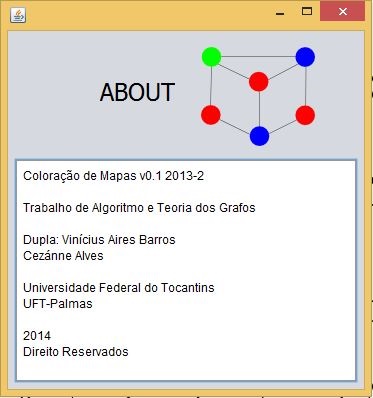 ABOUT
Coloração de Mapas v0.1 2013-2
Trabalho de Algoritmo e Teoria dos Grafos
Dupla: Vinícius Aires Barros
Cezánne Alves
Universidade Federal do Tocantins
UFT-Palmas
2014
Direito Reservados